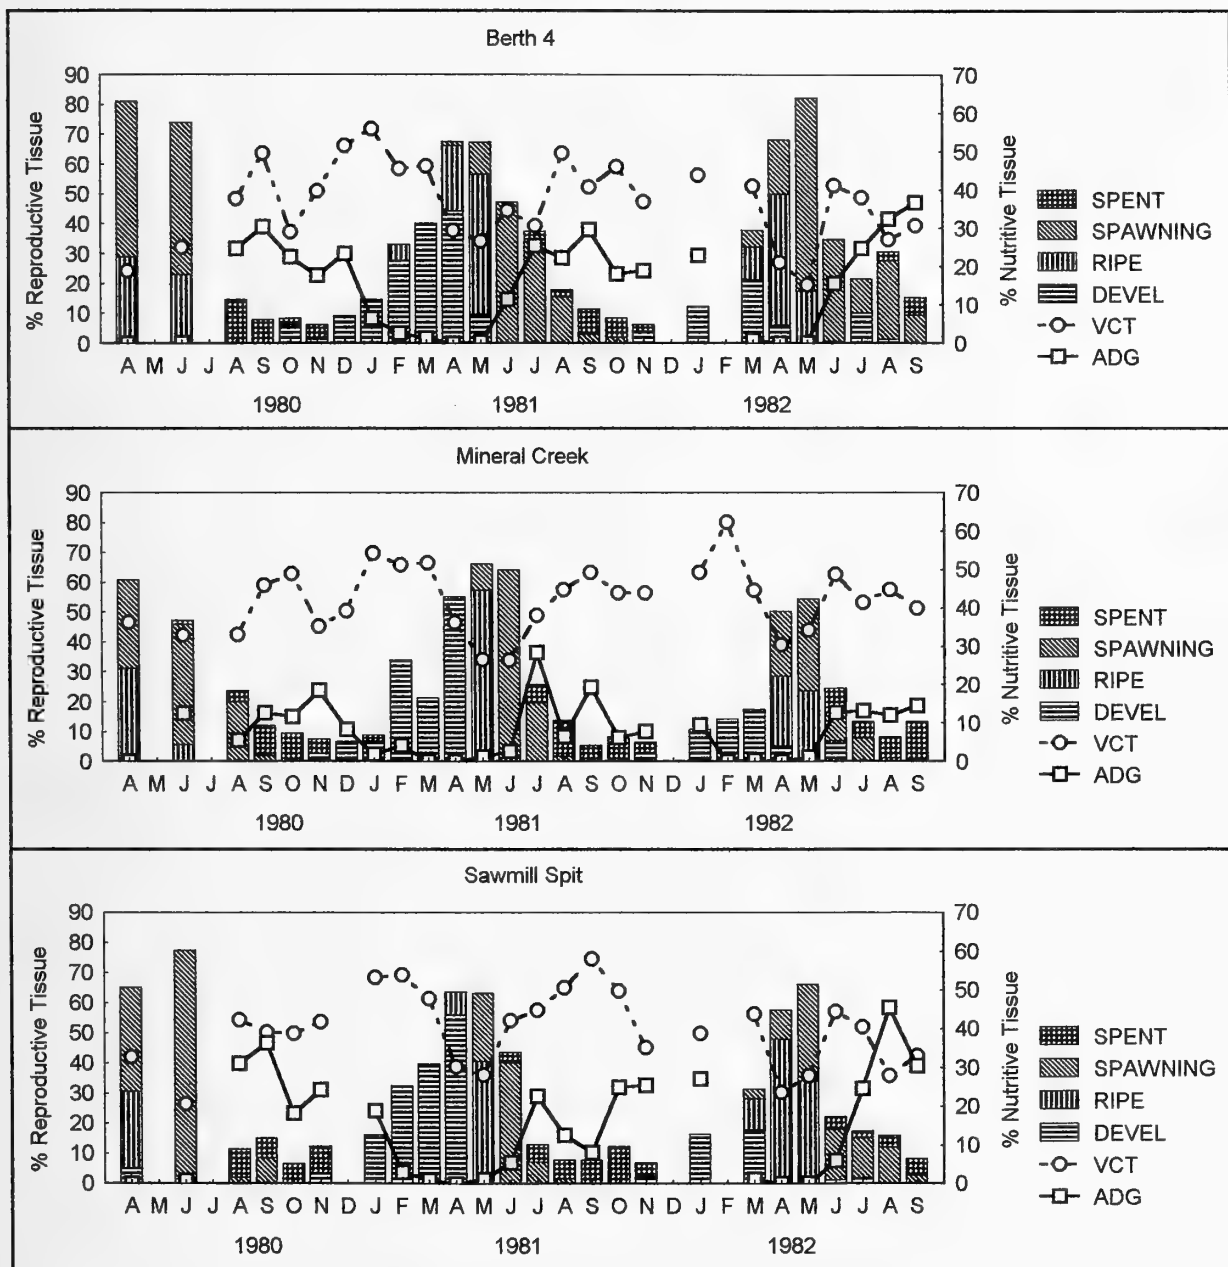 Berth 4
90 80 70 60 50 40 30 20 10 0
% Reproductive Tissue
70 60 50 40 30 20 10 0
% Nutritive Tissue
A M J J A S O N D J F M A M J J A S O N D J F M A M J J A S
1980 1981 1982
SPENT
SPAWNING
RIPE
DEVEL
VCT
ADG
Mineral Creek
90 80 70 60 50 40 30 20 10 0
% Reproductive Tissue
70 60 50 40 30 20 10 0
% Nutritive Tissue
A M J J A S O N D J F M A M J J A S O N D J F M A M J J A S
1980 1981 1982
SPENT
SPAWNING
RIPE
DEVEL
VCT
ADG
Sawmill Spit
90 80 70 60 50 40 30 20 10 0
% Reproductive Tissue
70 60 50 40 30 20 10 0
% Nutritive Tissue
A M J J A S O N D J F M A M J J A S O N D J F M A M J J A S
1980 1981 1982
SPENT
SPAWNING
RIPE
DEVEL
VCT
ADG